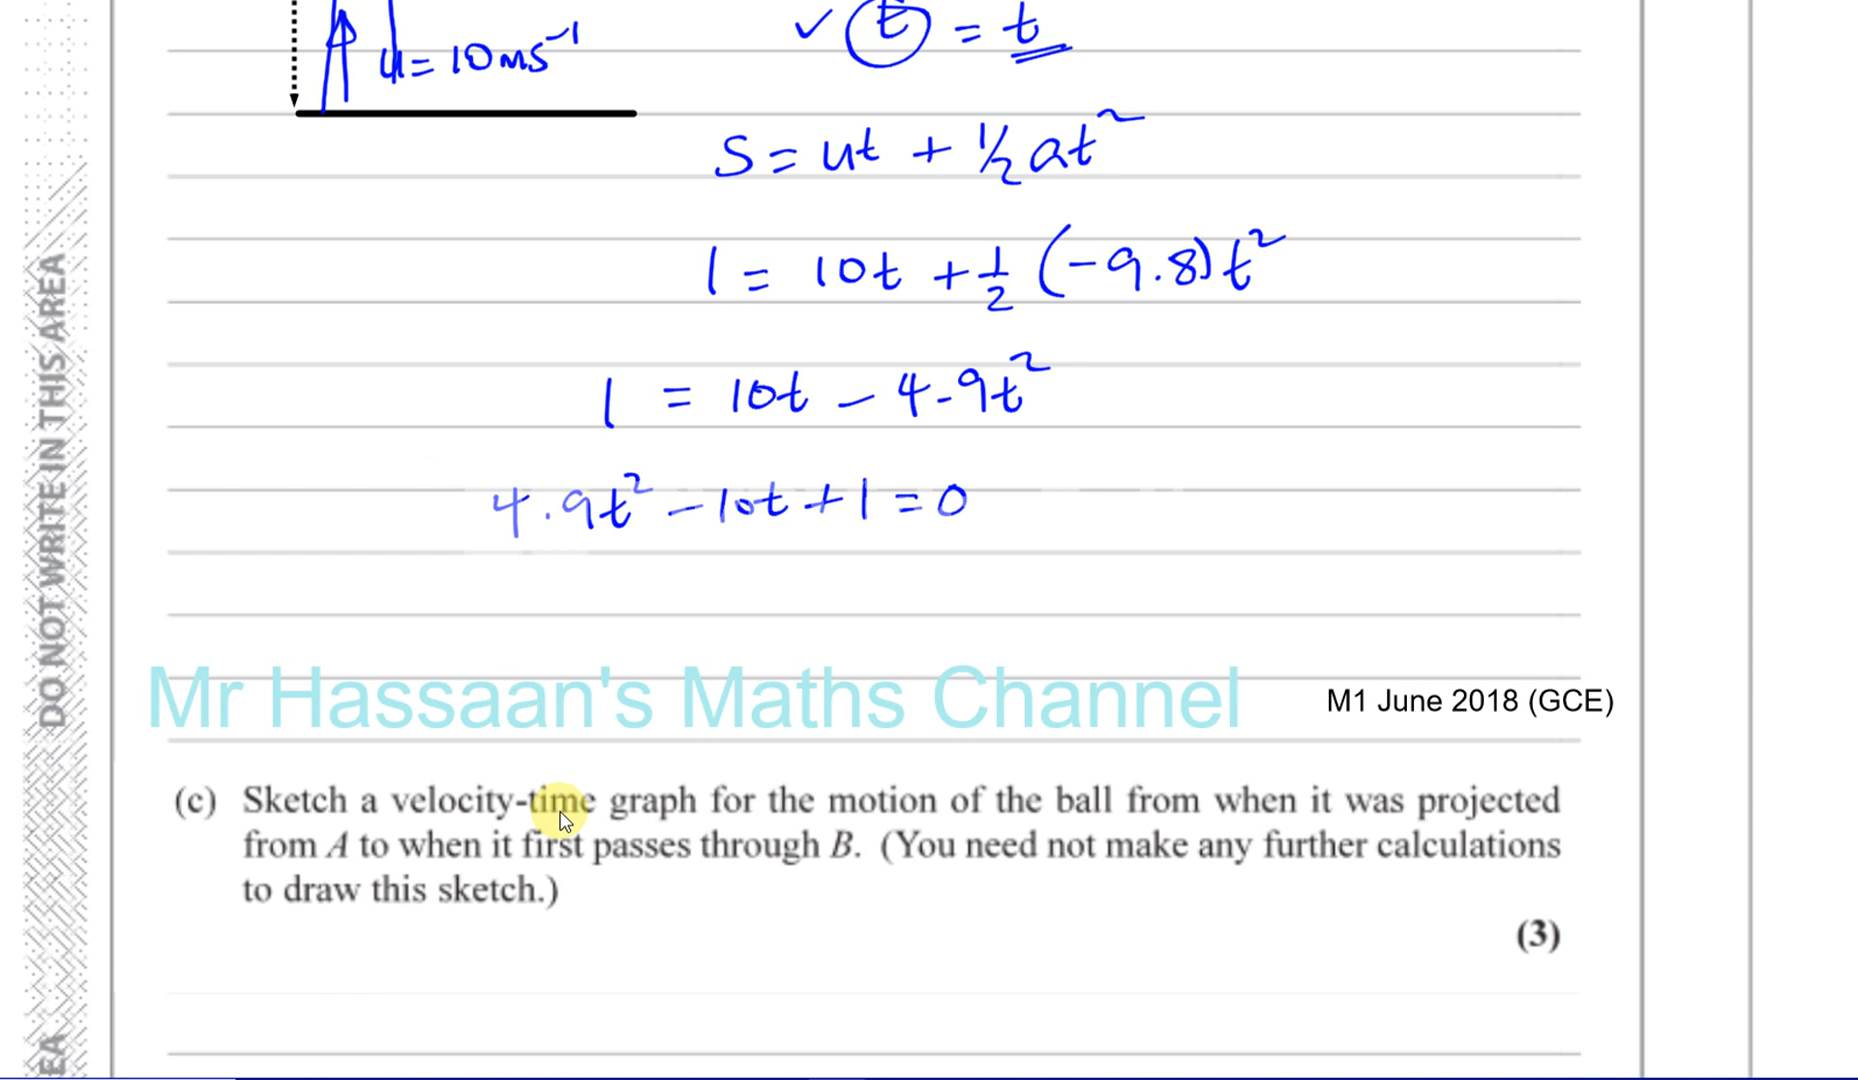 u = 10ms⁻¹
✓ t = t
S = ut + ½ at²
1 = 10t + 1/2 (-9.8)t²
1 = 10t - 4.9t²
4.9t² - 10t + 1 = 0
Mr Hassaan's Maths Channel
M1 June 2018 (GCE)
(c) Sketch a velocity-time graph for the motion of the ball from when it was projected
from A to when it first passes through B. (You need not make any further calculations
to draw this sketch.)
(3)
DO NOT WRITE IN THIS AREA
EA